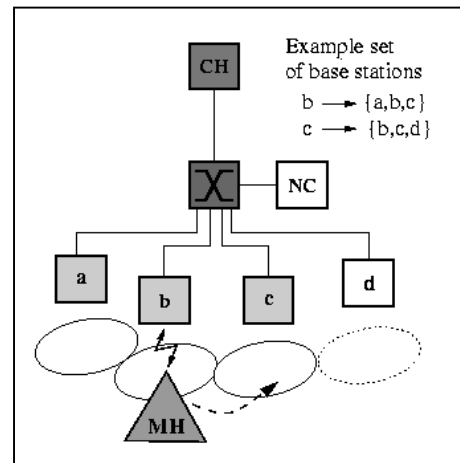 CH
Example set
of base stations
b → {a,b,c}
c → {b,c,d}
NC
a
b
c
d
MH